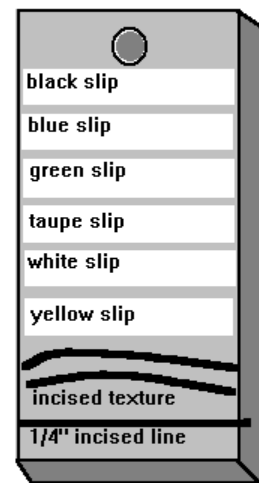 black slip
blue slip
green slip
taupe slip
white slip
yellow slip
incised texture
1/4" incised line